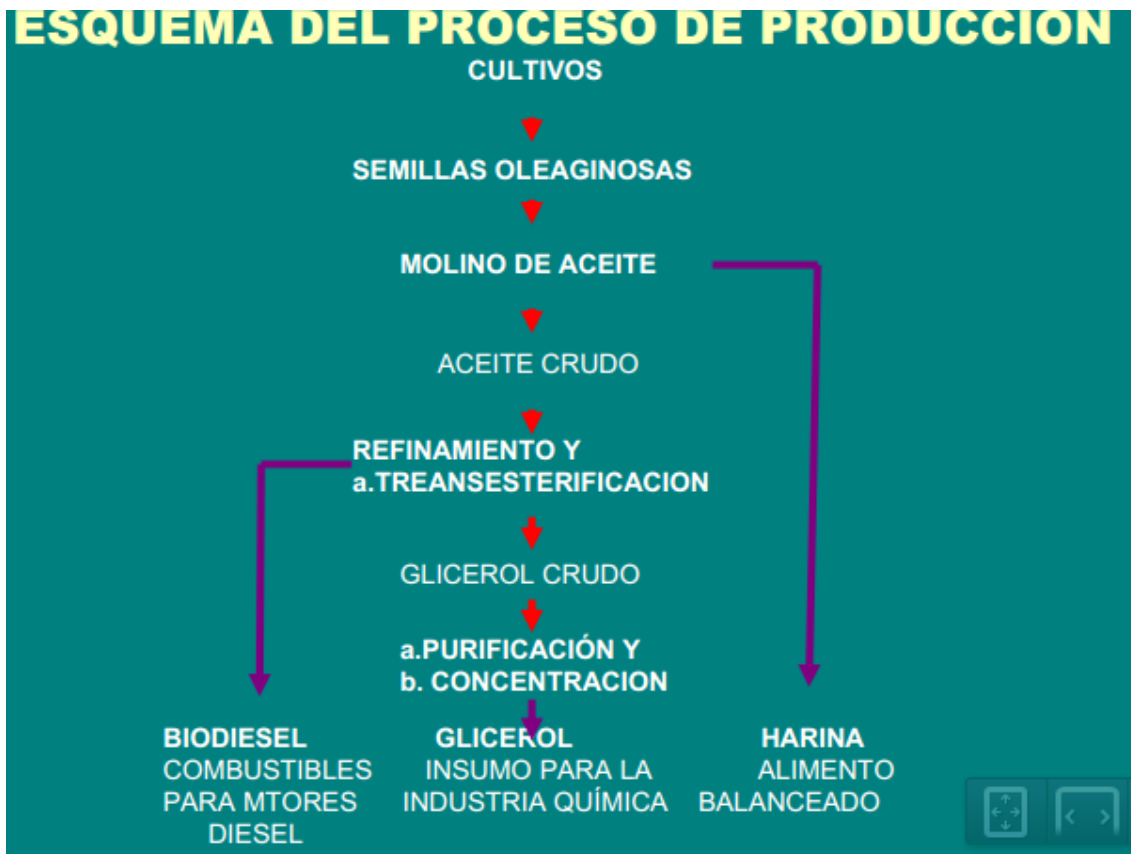 ESQUEMA DEL PROCESO DE PRODUCCION
CULTIVOS
SEMILLAS OLEAGINOSAS
MOLINO DE ACEITE
ACEITE CRUDO
REFINAMIENTO Y
a.TREANSESTERIFICACION
GLICEROL CRUDO
a.PURIFICACIÓN Y
b. CONCENTRACION
BIODIESEL
COMBUSTIBLES
PARA MTORES
DIESEL
GLICEROL
INSUMO PARA LA
INDUSTRIA QUÍMICA
HARINA
ALIMENTO
BALANCEADO